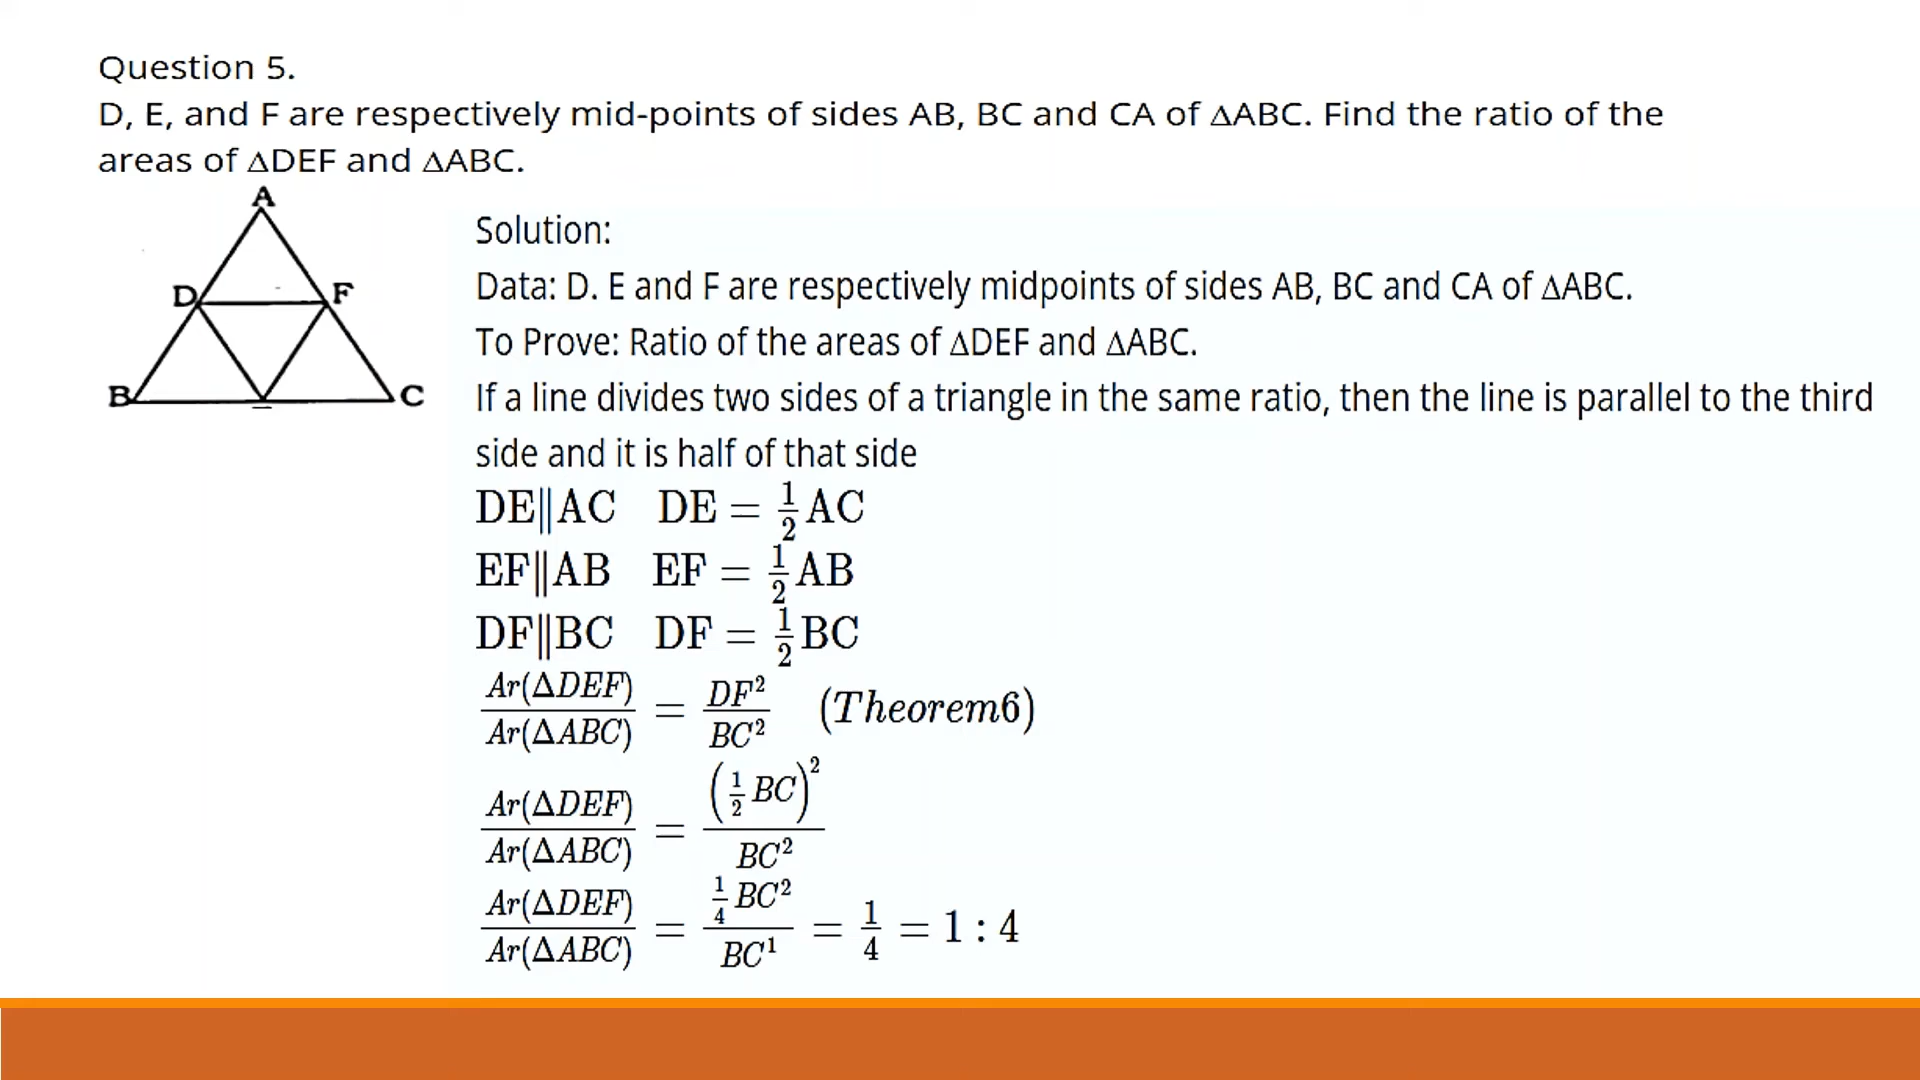 Question 5.
D, E, and F are respectively mid-points of sides AB, BC and CA of ΔABC. Find the ratio of the
areas of ΔDEF and ΔABC.
A
D F
B C
Solution:
Data: D. E and F are respectively midpoints of sides AB, BC and CA of ΔABC.
To Prove: Ratio of the areas of ΔDEF and ΔABC.
If a line divides two sides of a triangle in the same ratio, then the line is parallel to the third
side and it is half of that side
DE∥AC DE = 1/2 AC
EF∥AB EF = 1/2 AB
DF∥BC DF = 1/2 BC
Ar(ΔDEF)/Ar(ΔABC) = DF²/BC² (Theorem6)
Ar(ΔDEF)/Ar(ΔABC) = (1/2 BC)²/BC²
Ar(ΔDEF)/Ar(ΔABC) = 1/4 BC²/BC¹ = 1/4 = 1 : 4